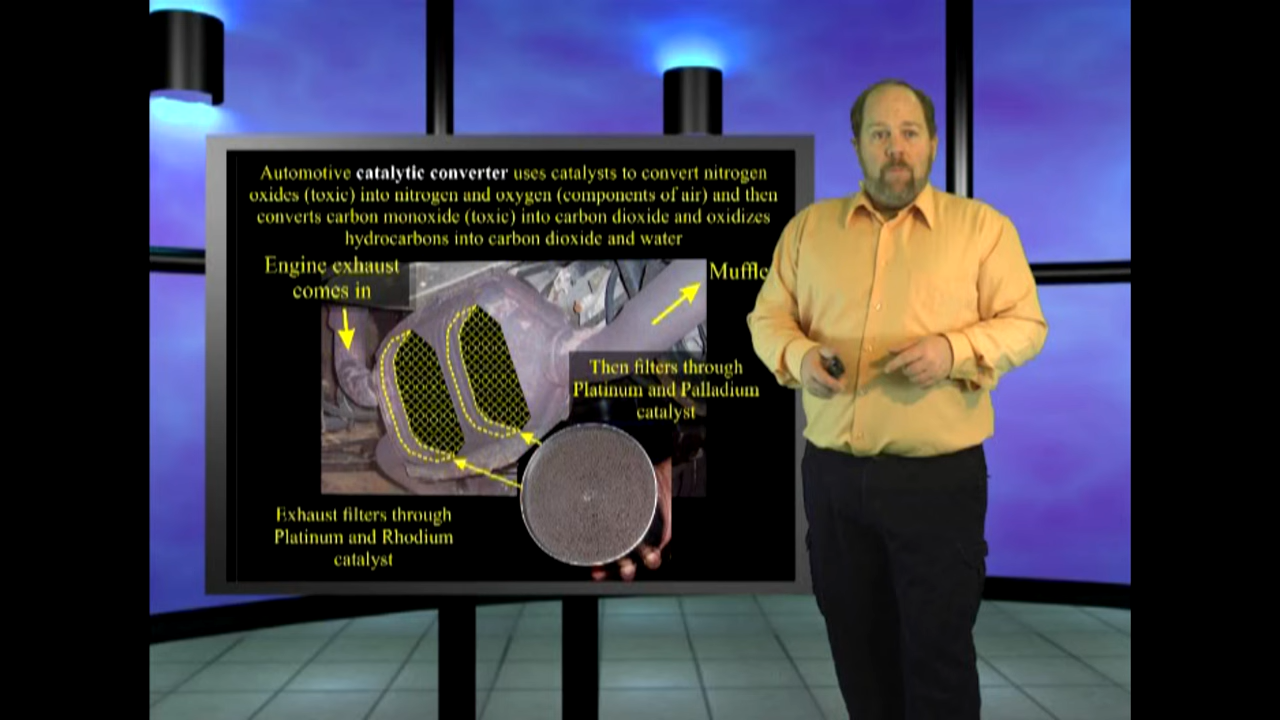 Automotive catalytic converter uses catalysts to convert nitrogen
oxides (toxic) into nitrogen and oxygen (components of air) and then
converts carbon monoxide (toxic) into carbon dioxide and oxidizes
hydrocarbons into carbon dioxide and water
Engine exhaust
comes in
Muffle
Then filters through
Platinum and Palladium
catalyst
Exhaust filters through
Platinum and Rhodium
catalyst